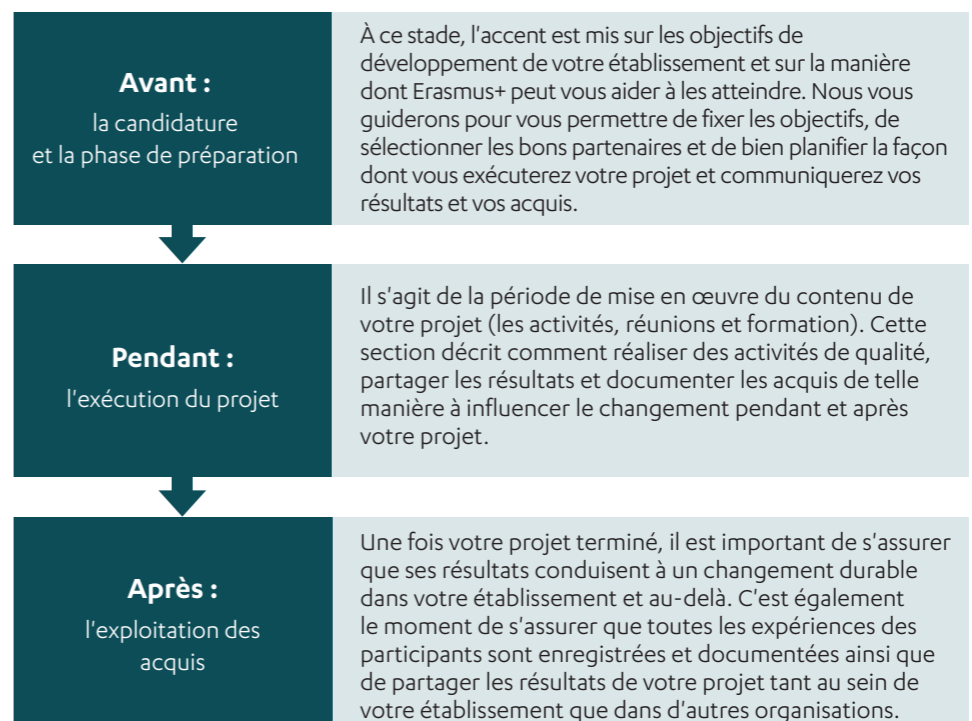 Avant :
la candidature
et la phase de préparation
À ce stade, l'accent est mis sur les objectifs de
développement de votre établissement et sur la manière
dont Erasmus+ peut vous aider à les atteindre. Nous vous
guiderons pour vous permettre de fixer les objectifs, de
sélectionner les bons partenaires et de bien planifier la façon
dont vous exécuterez votre projet et communiquerez vos
résultats et vos acquis.
Pendant :
l'exécution du projet
Il s'agit de la période de mise en œuvre du contenu de
votre projet (les activités, réunions et formation). Cette
section décrit comment réaliser des activités de qualité,
partager les résultats et documenter les acquis de telle
manière à influencer le changement pendant et après
votre projet.
Après :
l'exploitation des
acquis
Une fois votre projet terminé, il est important de s'assurer
que ses résultats conduisent à un changement durable
dans votre établissement et au-delà. C'est également
le moment de s'assurer que toutes les expériences des
participants sont enregistrées et documentées ainsi que
de partager les résultats de votre projet tant au sein de
votre établissement que dans d'autres organisations.